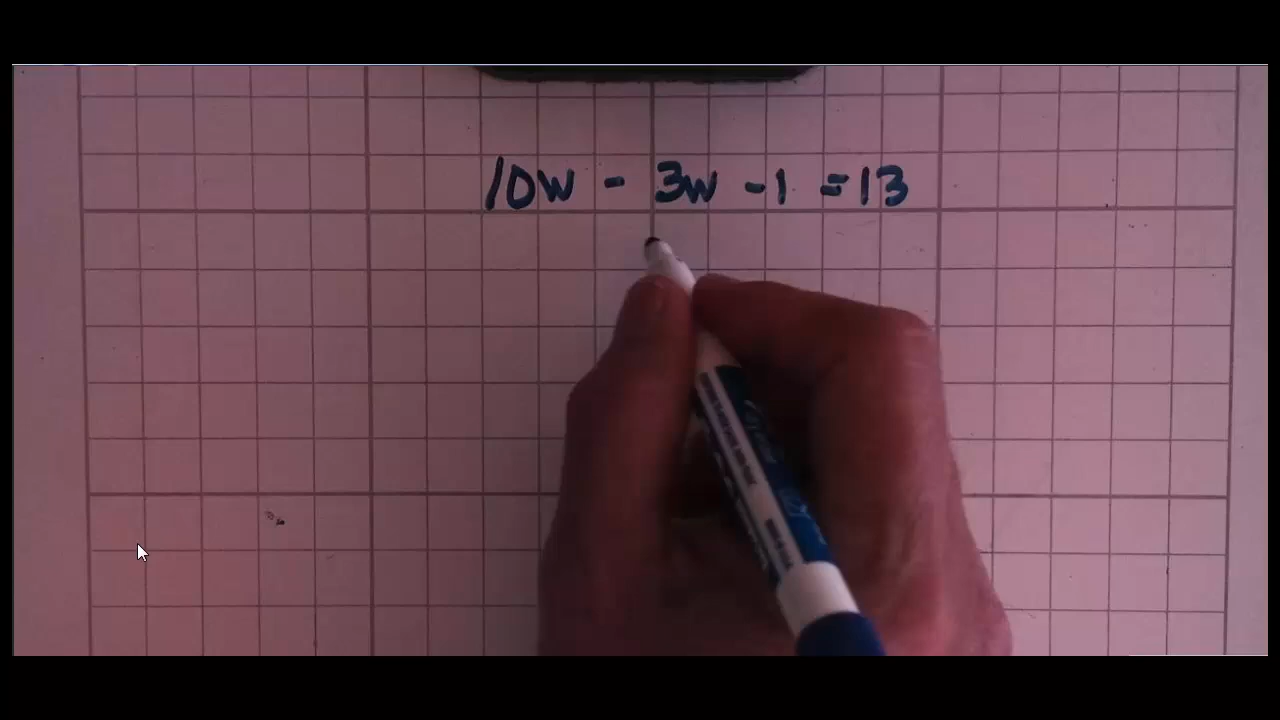 10w - 3w - 1 = 13